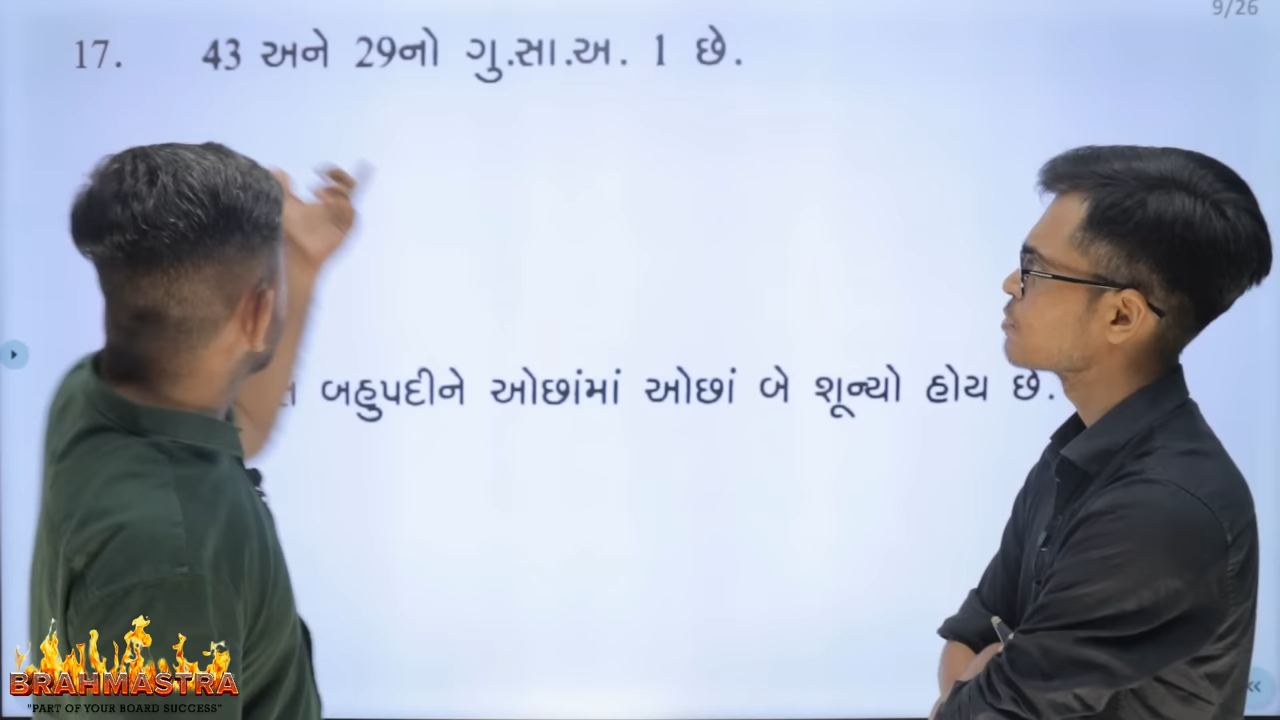 9/26
17. 43 અને 29નો ગુ.સા.અ. 1 છે.
બહુપદીને ઓછાંમાં ઓછાં બે શૂન્યો હોય છે.
BRAHMASTRA
"PART OF YOUR BOARD SUCCESS"